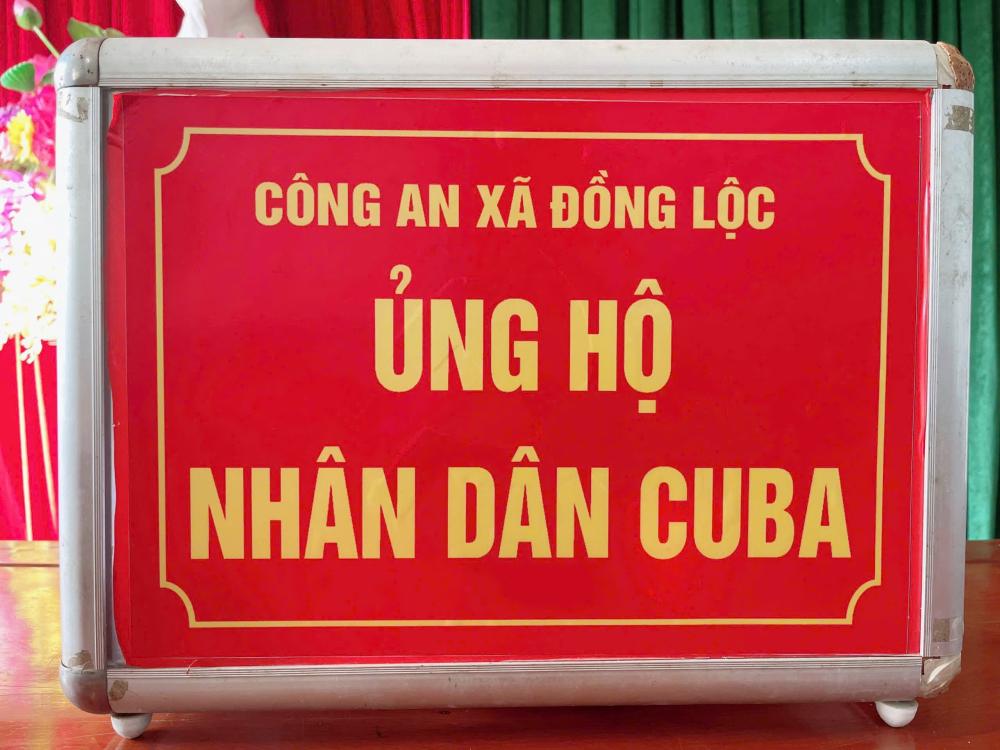 CÔNG AN XÃ ĐỒNG LỘC
ỦNG HỘ
NHÂN DÂN CUBA